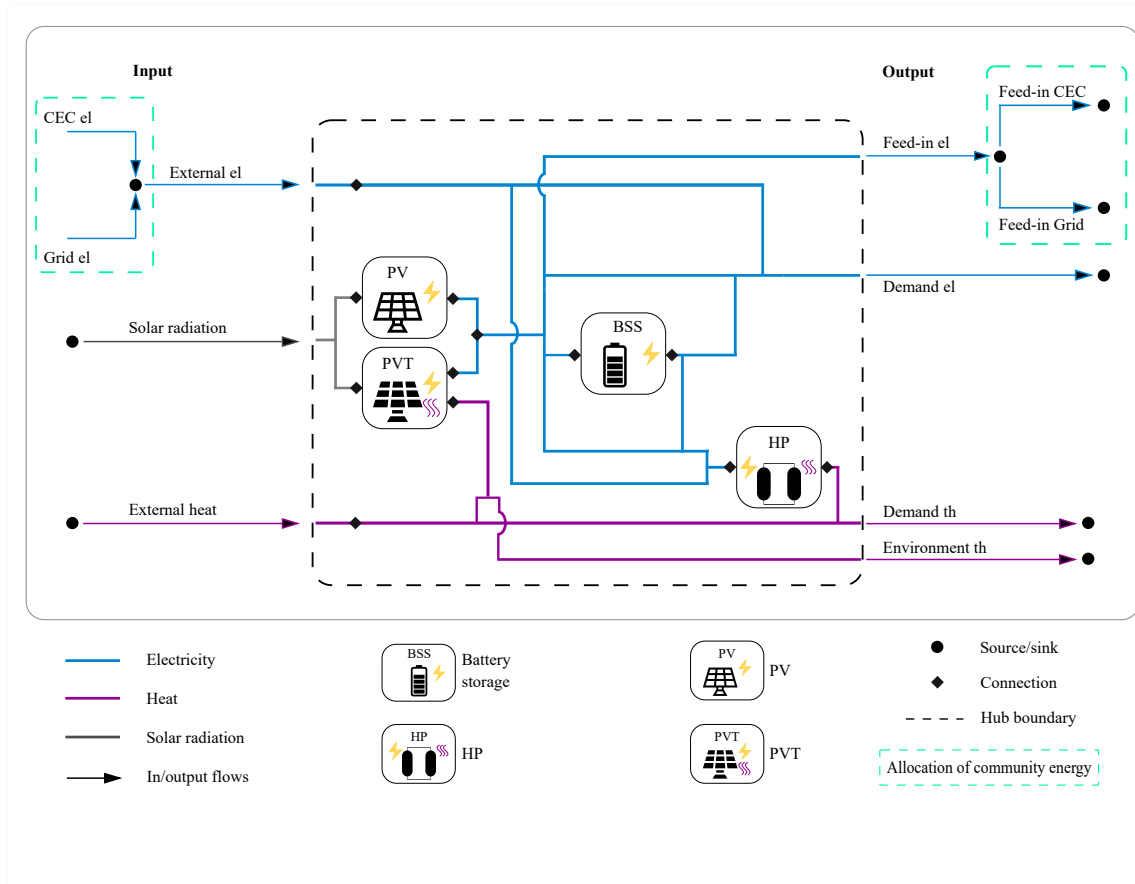 Input
Output
CEC el
Feed-in CEC
External el
Feed-in el
Grid el
Feed-in Grid
PV
Demand el
Solar radiation
BSS
PVT
HP
External heat
Demand th
Environment th
Electricity
Heat
Solar radiation
In/output flows
BSS
Battery
storage
HP
HP
PV
PV
PVT
PVT
Source/sink
Connection
Hub boundary
Allocation of community energy